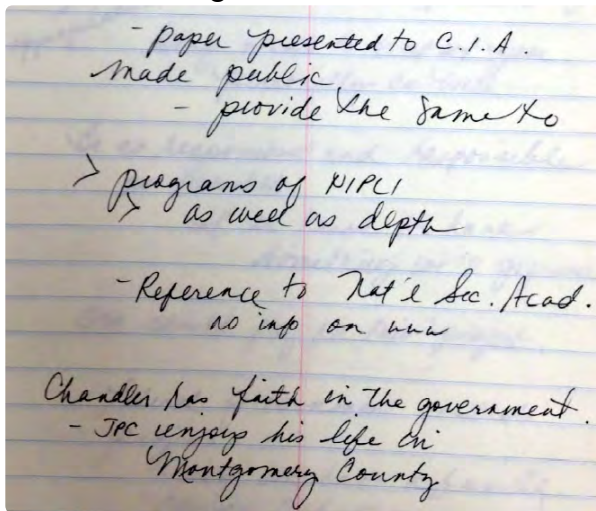 - paper presented to C.I.A.
made public
- provide the same to
> programs of NIPLI
> as well as depth
- Reference to Nat'l Sec. Acad.
no info on www
Chandler has faith in the government.
- JPC enjoys his life in
Montgomery County